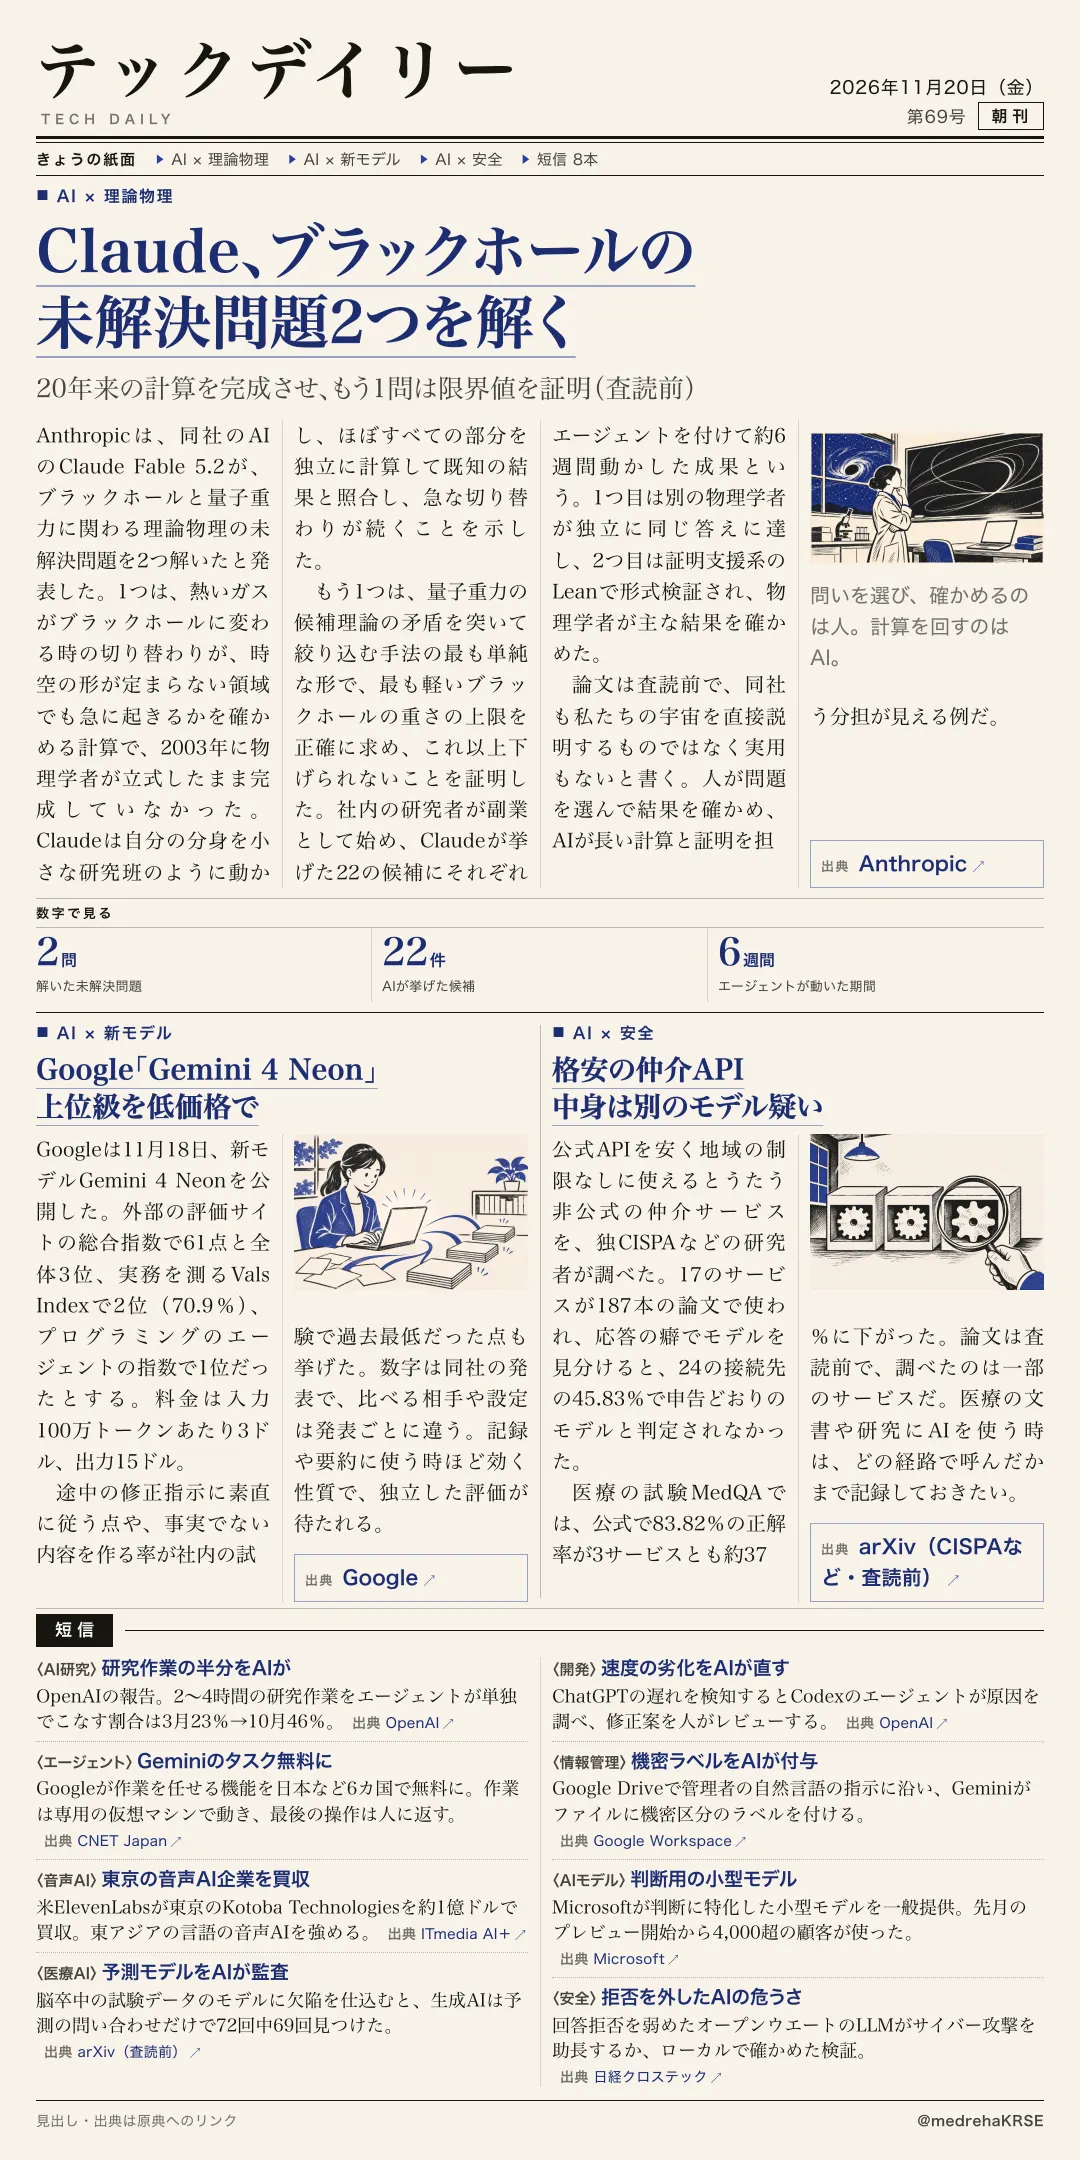 テックデイリー
TECH DAILY
2026年11月20日（金）
第69号 朝刊
きょうの紙面 AI × 理論物理 AI × 新モデル AI × 安全 短信 8本
■ AI × 理論物理
Claude、ブラックホールの
未解決問題2つを解く
20年来の計算を完成させ、もう1問は限界値を証明（査読前）
Anthropicは、同社のAI
のClaude Fable 5.2が、
ブラックホールと量子重
力に関わる理論物理の未
解決問題を2つ解いたと発
表した。1つは、熱いガス
がブラックホールに変わ
る時の切り替わりが、時
空の形が定まらない領域
でも急に起きるかを確か
める計算で、2003年に物
理学者が立式したまま完
成していなかった。
Claudeは自分の分身を小
さな研究班のように動か
し、ほぼすべての部分を
独立に計算して既知の結
果と照合し、急な切り替
わりが続くことを示し
た。
もう1つは、量子重力の
候補理論の矛盾を突いて
絞り込む手法の最も単純
な形で、最も軽いブラッ
クホールの重さの上限を
正確に求め、これ以上下
げられないことを証明し
た。社内の研究者が副業
として始め、Claudeが挙
げた22の候補にそれぞれ
エージェントを付けて約6
週間動かした成果とい
う。1つ目は別の物理学者
が独立に同じ答えに達
し、2つ目は証明支援系の
Leanで形式検証され、物
理学者が主な結果を確か
めた。
論文は査読前で、同社
も私たちの宇宙を直接説
明するものではなく実用
もないと書く。人が問題
を選んで結果を確かめ、
AIが長い計算と証明を担
問いを選び、確かめるの
は人。計算を回すのは
AI。
う分担が見える例だ。
出典 Anthropic ↗
数字で見る
2問
解いた未解決問題
22件
AIが挙げた候補
6週間
エージェントが動いた期間
■ AI × 新モデル
Google「Gemini 4 Neon」
上位級を低価格で
Googleは11月18日、新モ
デルGemini 4 Neonを公
開した。外部の評価サイ
トの総合指数で61点と全
体3位、実務を測るVals
Indexで2位（70.9％）、
プログラミングのエー
ジェントの指数で1位だっ
たとする。料金は入力
100万トークンあたり3ド
ル、出力15ドル。
途中の修正指示に素直
に従う点や、事実でない
内容を作る率が社内の試
験で過去最低だった点も
挙げた。数字は同社の発
表で、比べる相手や設定
は発表ごとに違う。記録
や要約に使う時ほど効く
性質で、独立した評価が
待たれる。
出典 Google ↗
■ AI × 安全
格安の仲介API
中身は別のモデル疑い
公式APIを安く地域の制
限なしに使えるとうたう
非公式の仲介サービス
を、独CISPAなどの研究
者が調べた。17のサービ
スが187本の論文で使わ
れ、応答の癖でモデルを
見分けると、24の接続先
の45.83％で申告どおりの
モデルと判定されなかっ
た。
医療の試験MedQAで
は、公式で83.82％の正解
率が3サービスとも約37
％に下がった。論文は査
読前で、調べたのは一部
のサービスだ。医療の文
書や研究にAIを使う時
は、どの経路で呼んだか
まで記録しておきたい。
出典 arXiv（CISPAな
ど・査読前） ↗
短信
〈AI研究〉研究作業の半分をAIが
OpenAIの報告。2〜4時間の研究作業をエージェントが単独
でこなす割合は3月23％→10月46％。 出典 OpenAI ↗
〈エージェント〉Geminiのタスク無料に
Googleが作業を任せる機能を日本など6カ国で無料に。作業
は専用の仮想マシンで動き、最後の操作は人に返す。
出典 CNET Japan ↗
〈音声AI〉東京の音声AI企業を買収
米ElevenLabsが東京のKotoba Technologiesを約1億ドルで
買収。東アジアの言語の音声AIを強める。 出典 ITmedia AI＋ ↗
〈医療AI〉予測モデルをAIが監査
脳卒中の試験データのモデルに欠陥を仕込むと、生成AIは予
測の問い合わせだけで72回中69回見つけた。
出典 arXiv（査読前） ↗
〈開発〉速度の劣化をAIが直す
ChatGPTの遅れを検知するとCodexのエージェントが原因を
調べ、修正案を人がレビューする。 出典 OpenAI ↗
〈情報管理〉機密ラベルをAIが付与
Google Driveで管理者の自然言語の指示に沿い、Geminiが
ファイルに機密区分のラベルを付ける。
出典 Google Workspace ↗
〈AIモデル〉判断用の小型モデル
Microsoftが判断に特化した小型モデルを一般提供。先月の
プレビュー開始から4,000超の顧客が使った。
出典 Microsoft ↗
〈安全〉拒否を外したAIの危うさ
回答拒否を弱めたオープンウエートのLLMがサイバー攻撃を
助長するか、ローカルで確かめた検証。
出典 日経クロステック ↗
見出し・出典は原典へのリンク
@medrehaKRSE